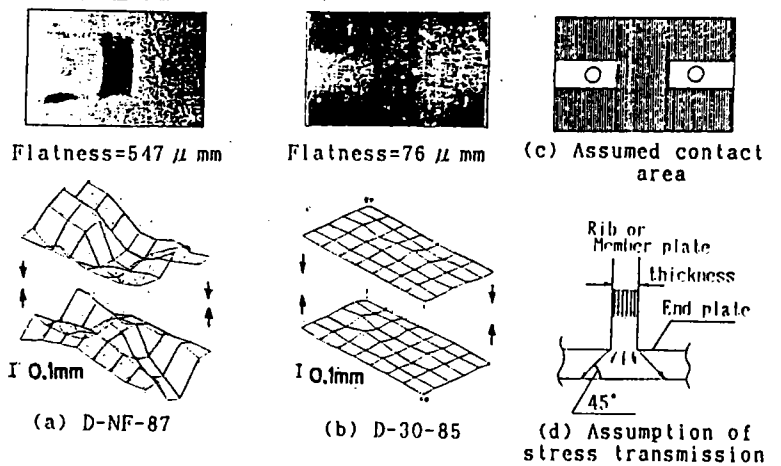 Flatness=547 μ mm
Flatness=76 μ mm
(c) Assumed contact
area
Rib or
Member plate
thickness
End plate
I 0.1mm
I 0.1mm
45°
(a) D-NF-87
(b) D-30-85
(d) Assumption of
stress transmission